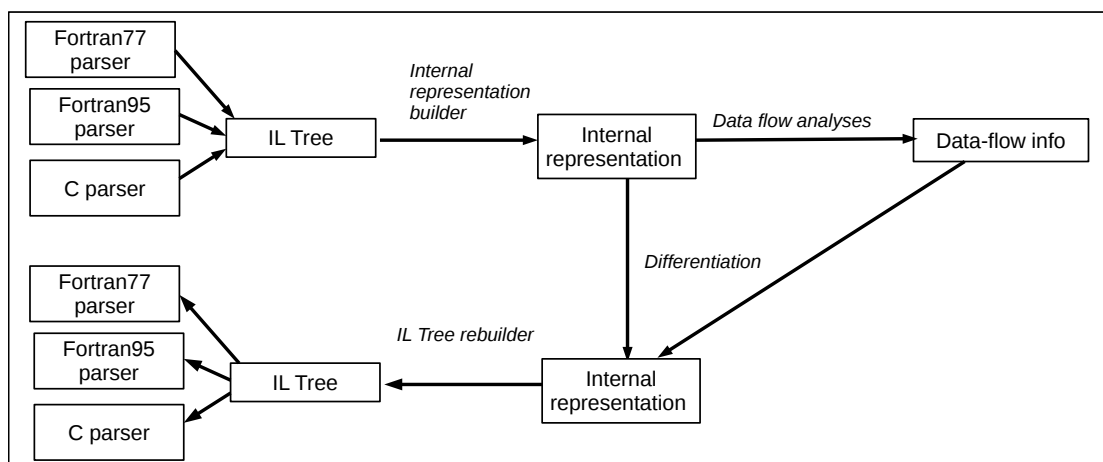 Fortran77
parser
Fortran95
parser
C parser
IL Tree
Internal
representation
builder
Internal
representation
Data flow analyses
Data-flow info
Differentiation
Fortran77
parser
Fortran95
parser
C parser
IL Tree
IL Tree rebuilder
Internal
representation